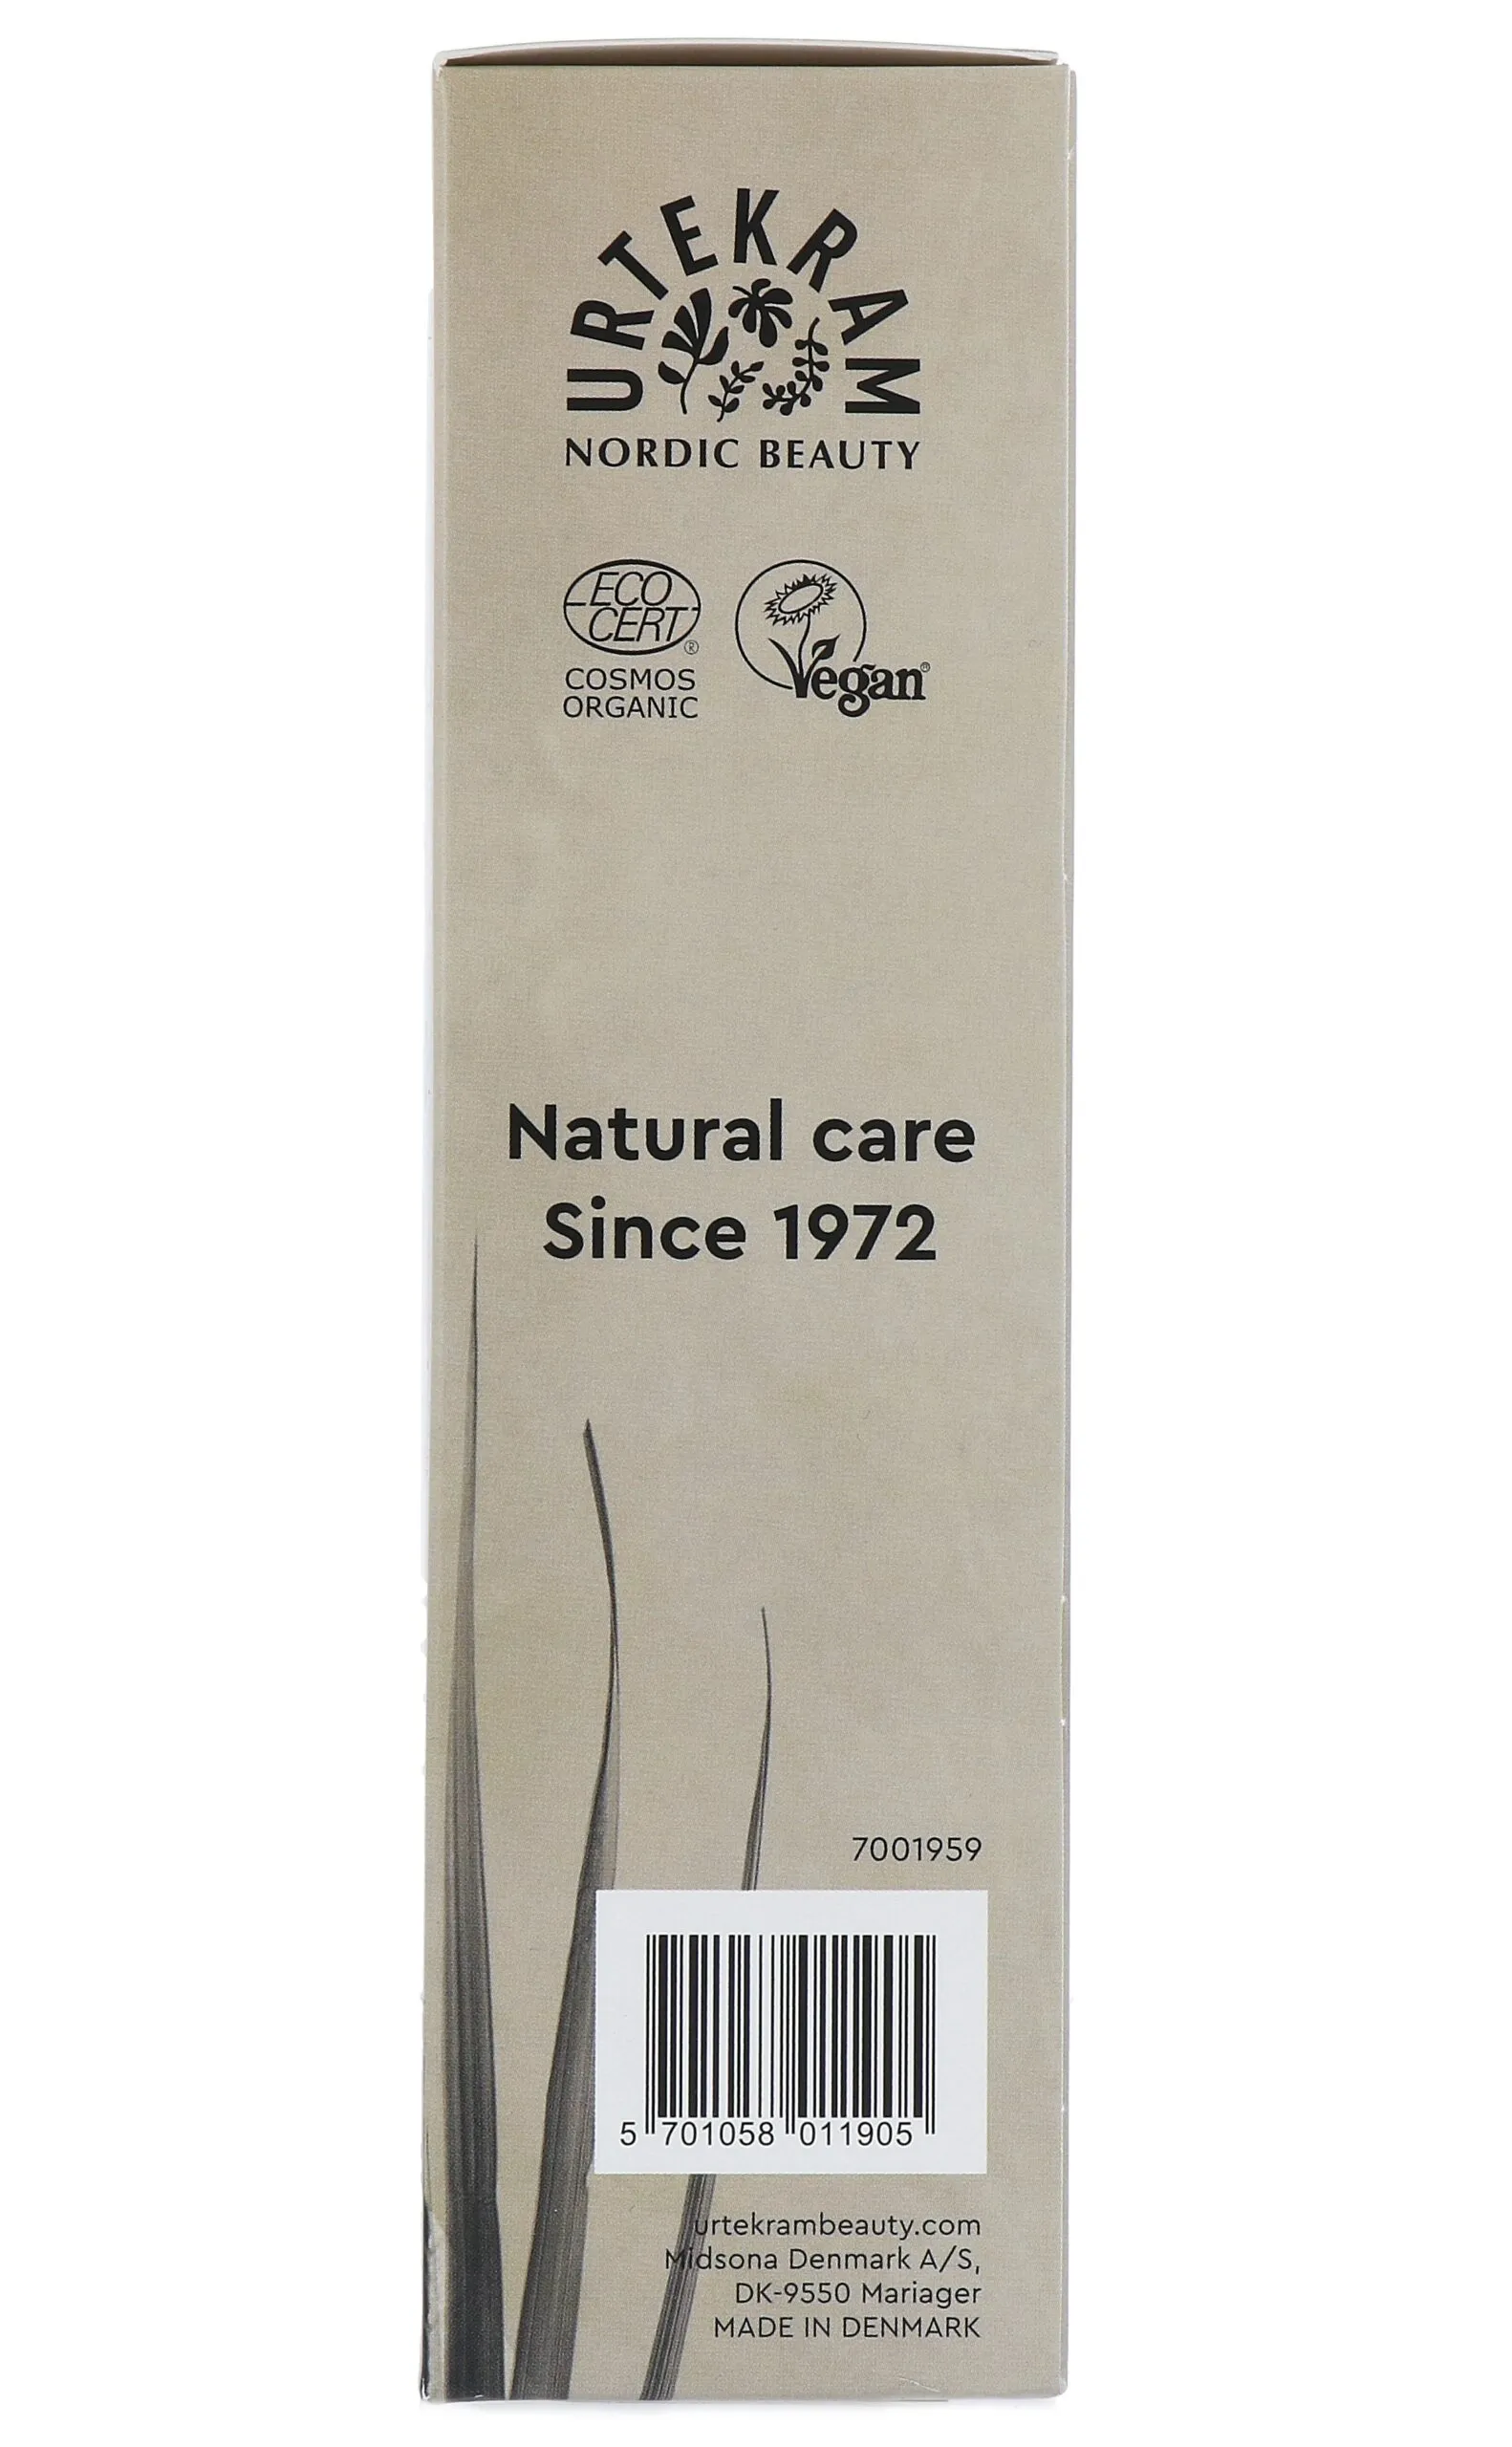 URTEKRAM
NORDIC BEAUTY
ECO
CERT
®
COSMOS
ORGANIC
Vegan®
Natural care
Since 1972
7001959
5 701058 011905
urtekrambeauty.com
Midsona Denmark A/S,
DK-9550 Mariager
MADE IN DENMARK